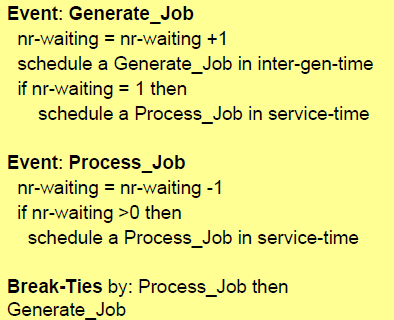 Event: Generate_Job
nr-waiting = nr-waiting +1
schedule a Generate_Job in inter-gen-time
if nr-waiting = 1 then
schedule a Process_Job in service-time
Event: Process_Job
nr-waiting = nr-waiting -1
if nr-waiting >0 then
schedule a Process_Job in service-time
Break-Ties by: Process_Job then
Generate_Job